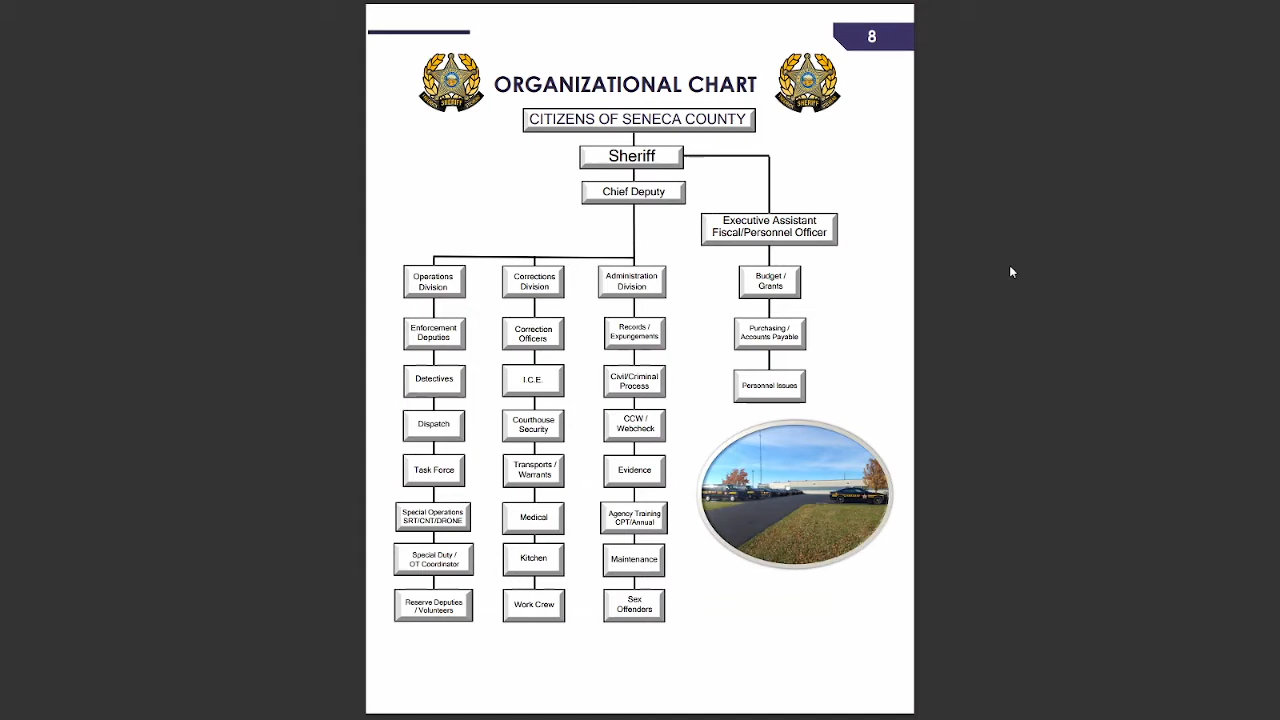 8
ORGANIZATIONAL CHART
SHERIFF
SHERIFF
CITIZENS OF SENECA COUNTY
Sheriff
Chief Deputy
Executive Assistant
Fiscal/Personnel Officer
Operations
Division
Enforcement
Deputies
Detectives
Dispatch
Task Force
Special Operations
SRT/CNT/DRONE
Special Duty /
OT Coordinator
Reserve Deputies
/ Volunteers
Corrections
Division
Correction
Officers
I.C.E.
Courthouse
Security
Transports /
Warrants
Medical
Kitchen
Work Crew
Administration
Division
Records /
Expungements
Civil/Criminal
Process
CCW /
Webcheck
Evidence
Agency Training
CPT/Annual
Maintenance
Sex
Offenders
Budget /
Grants
Purchasing /
Accounts Payable
Personnel Issues